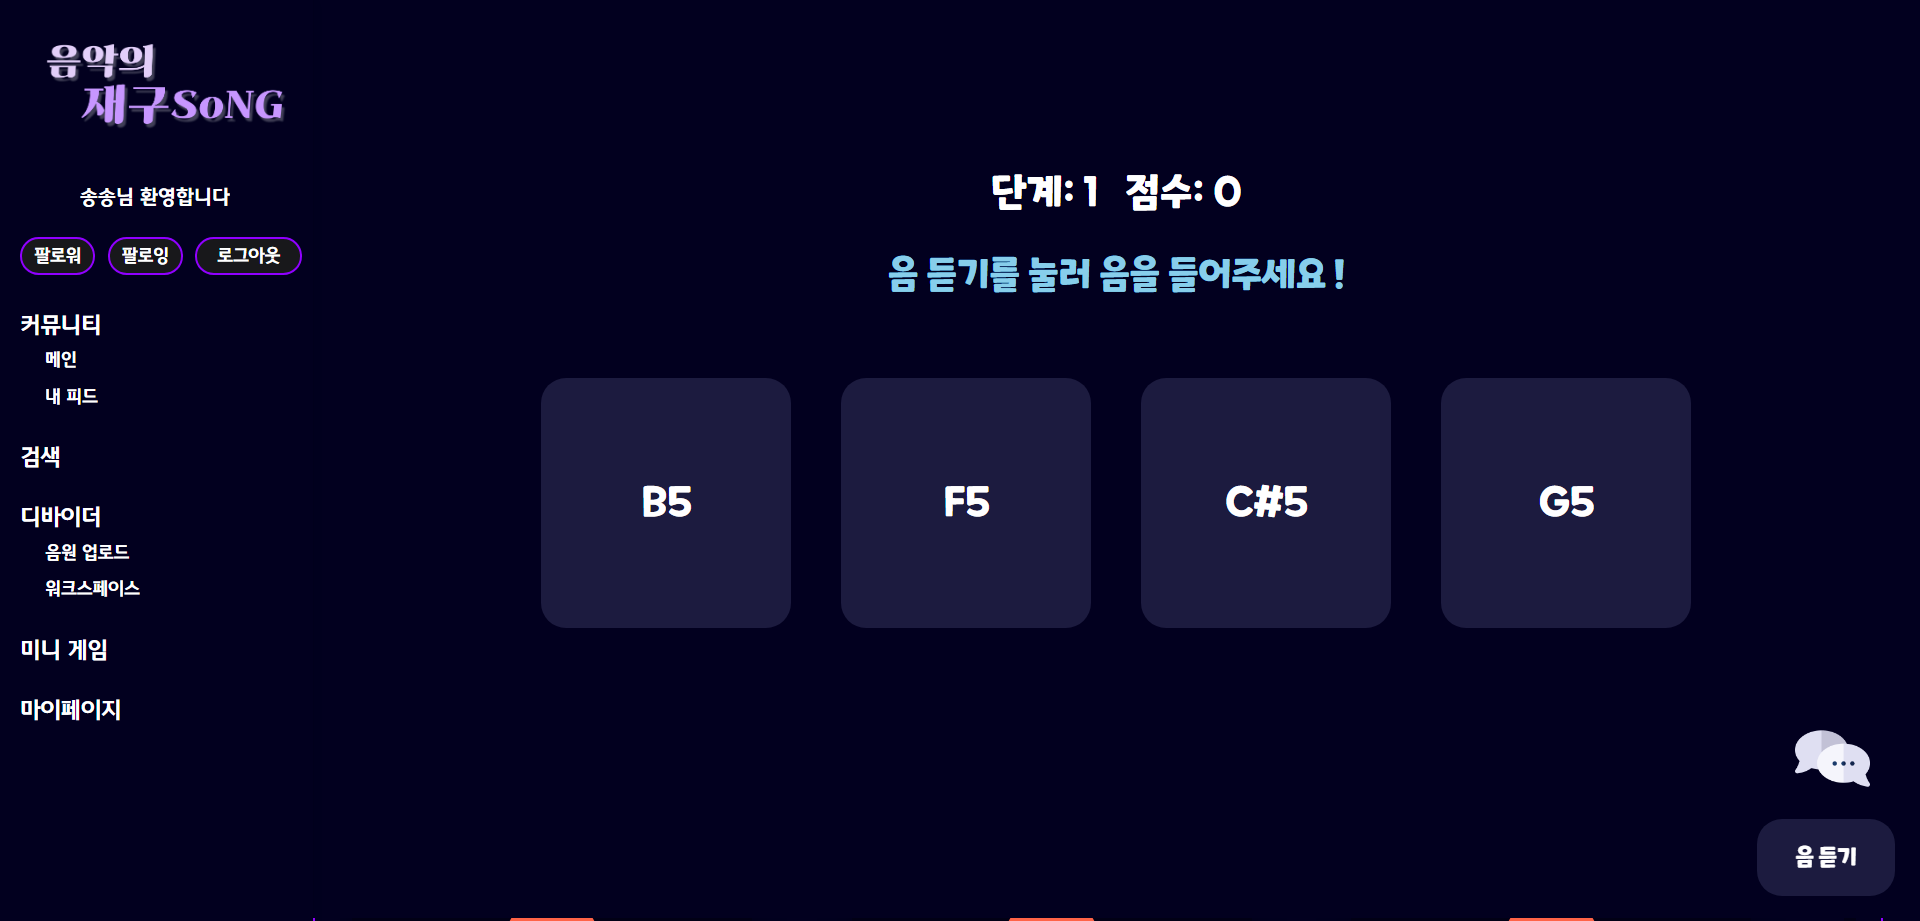 음악의
재구SoNG
송송님 환영합니다
팔로워 팔로잉 로그아웃
커뮤니티
메인
내 피드
검색
디바이더
음원 업로드
워크스페이스
미니 게임
마이페이지
단계: 1 점수: 0
음 듣기를 눌러 음을 들어주세요 !
B5 F5 C#5 G5
음 듣기